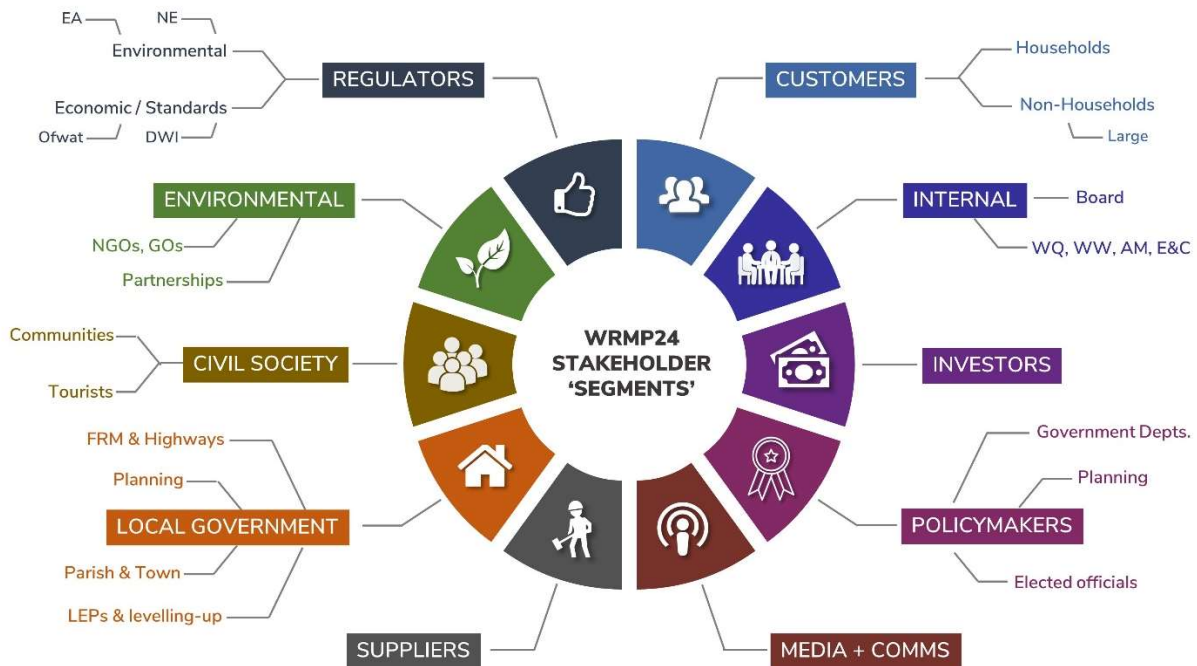 EA
NE
Environmental
REGULATORS
Economic / Standards
Ofwat
DWI
CUSTOMERS
Households
Non-Households
Large
ENVIRONMENTAL
NGOs, GOs
Partnerships
INTERNAL
Board
WQ, WW, AM, E&C
Communities
CIVIL SOCIETY
Tourists
WRMP24
STAKEHOLDER
‘SEGMENTS’
INVESTORS
FRM & Highways
Planning
LOCAL GOVERNMENT
Parish & Town
LEPs & levelling-up
Government Depts.
Planning
POLICYMAKERS
Elected officials
SUPPLIERS
MEDIA + COMMS